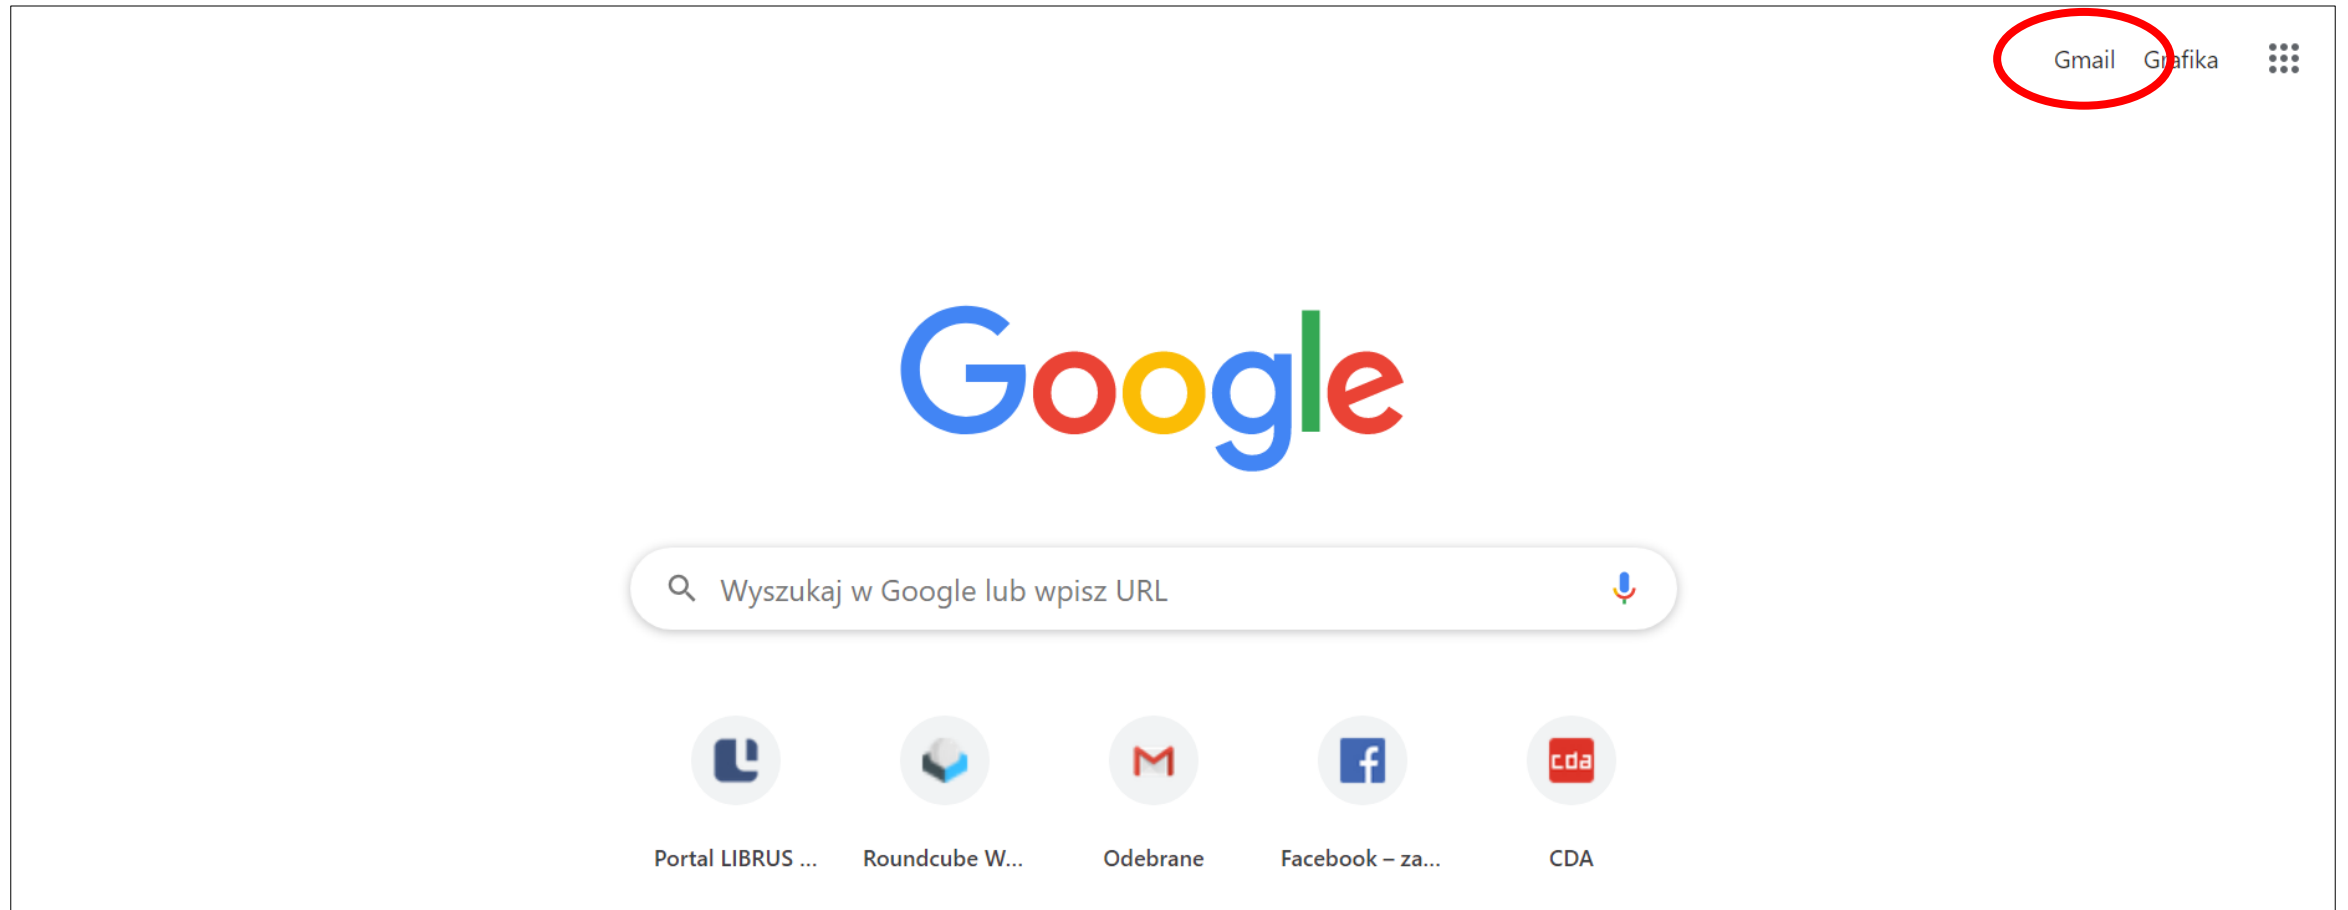 Gmail Grafika
Google
Wyszukaj w Google lub wpisz URL
cda
Portal LIBRUS ... Roundcube W... Odebrane Facebook – za... CDA